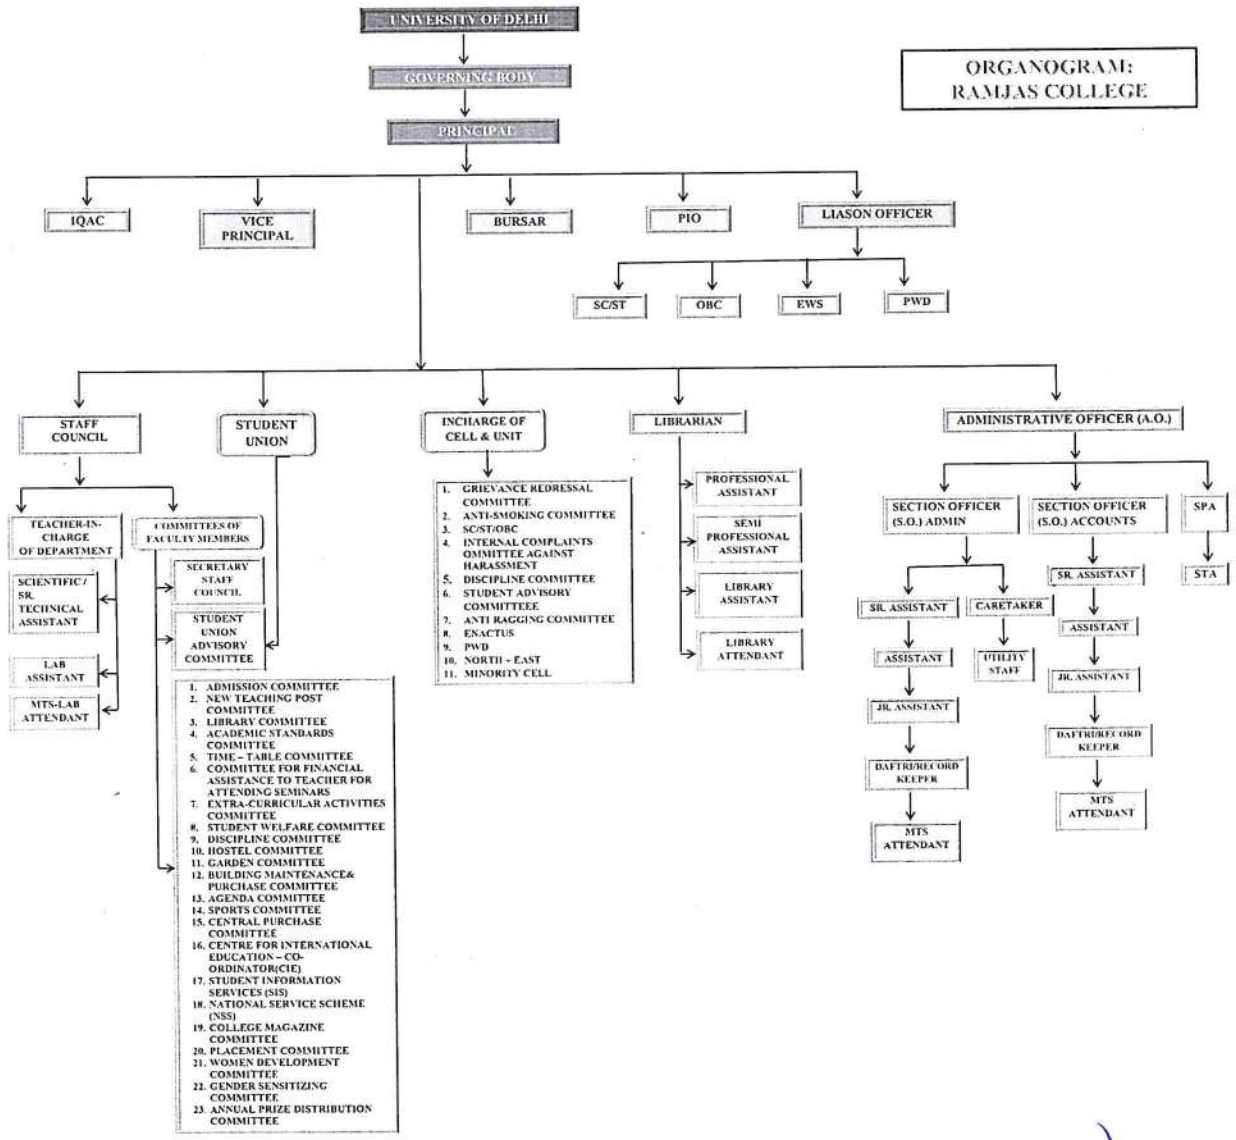 UNIVERSITY OF DELHI
GOVERNING BODY
PRINCIPAL
ORGANOGRAM:
RAMJAS COLLEGE
IQAC
VICE
PRINCIPAL
BURSAR
PIO
LIASON OFFICER
SC/ST
OBC
EWS
PWD
STAFF
COUNCIL
STUDENT
UNION
INCHARGE OF
CELL & UNIT
LIBRARIAN
ADMINISTRATIVE OFFICER (A.O.)
TEACHER-IN-
CHARGE
OF DEPARTMENT
COMMITTEES OF
FACULTY MEMBERS
SCIENTIFIC /
SR.
TECHNICAL
ASSISTANT
LAB
ASSISTANT
MTS-LAB
ATTENDANT
SECRETARY
STAFF
COUNCIL
STUDENT
UNION
ADVISORY
COMMITTEE
1. ADMISSION COMMITTEE
2. NEW TEACHING POST
COMMITTEE
3. LIBRARY COMMITTEE
4. ACADEMIC STANDARDS
COMMITTEE
5. TIME – TABLE COMMITTEE
6. COMMITTEE FOR FINANCIAL
ASSISTANCE TO TEACHER FOR
ATTENDING SEMINARS
7. EXTRA-CURRICULAR ACTIVITIES
COMMITTEE
8. STUDENT WELFARE COMMITTEE
9. DISCIPLINE COMMITTEE
10. HOSTEL COMMITTEE
11. GARDEN COMMITTEE
12. BUILDING MAINTENANCE&
PURCHASE COMMITTEE
13. AGENDA COMMITTEE
14. SPORTS COMMITTEE
15. CENTRAL PURCHASE
COMMITTEE
16. CENTRE FOR INTERNATIONAL
EDUCATION – CO-
ORDINATOR(CIE)
17. STUDENT INFORMATION
SERVICES (SIS)
18. NATIONAL SERVICE SCHEME
(NSS)
19. COLLEGE MAGAZINE
COMMITTEE
20. PLACEMENT COMMITTEE
21. WOMEN DEVELOPMENT
COMMITTEE
22. GENDER SENSITIZING
COMMITTEE
23. ANNUAL PRIZE DISTRIBUTION
COMMITTEE
1. GRIEVANCE REDRESSAL
COMMITTEE
2. ANTI-SMOKING COMMITTEE
3. SC/ST/OBC
4. INTERNAL COMPLAINTS
OMMITTEE AGAINST
HARASSMENT
5. DISCIPLINE COMMITTEE
6. STUDENT ADVISORY
COMMITTEEE
7. ANTI RAGGING COMMITTEE
8. ENACTUS
9. PWD
10. NORTH – EAST
11. MINORITY CELL
PROFESSIONAL
ASSISTANT
SEMI
PROFESSIONAL
ASSISTANT
LIBRARY
ASSISTANT
LIBRARY
ATTENDANT
SECTION OFFICER
(S.O.) ADMIN
SECTION OFFICER
(S.O.) ACCOUNTS
SPA
STA
SR. ASSISTANT
CARETAKER
ASSISTANT
UTILITY
STAFF
JR. ASSISTANT
DAFTRI/RECORD
KEEPER
MTS
ATTENDANT
SR. ASSISTANT
ASSISTANT
JR. ASSISTANT
DAFTRI/RECORD
KEEPER
MTS
ATTENDANT